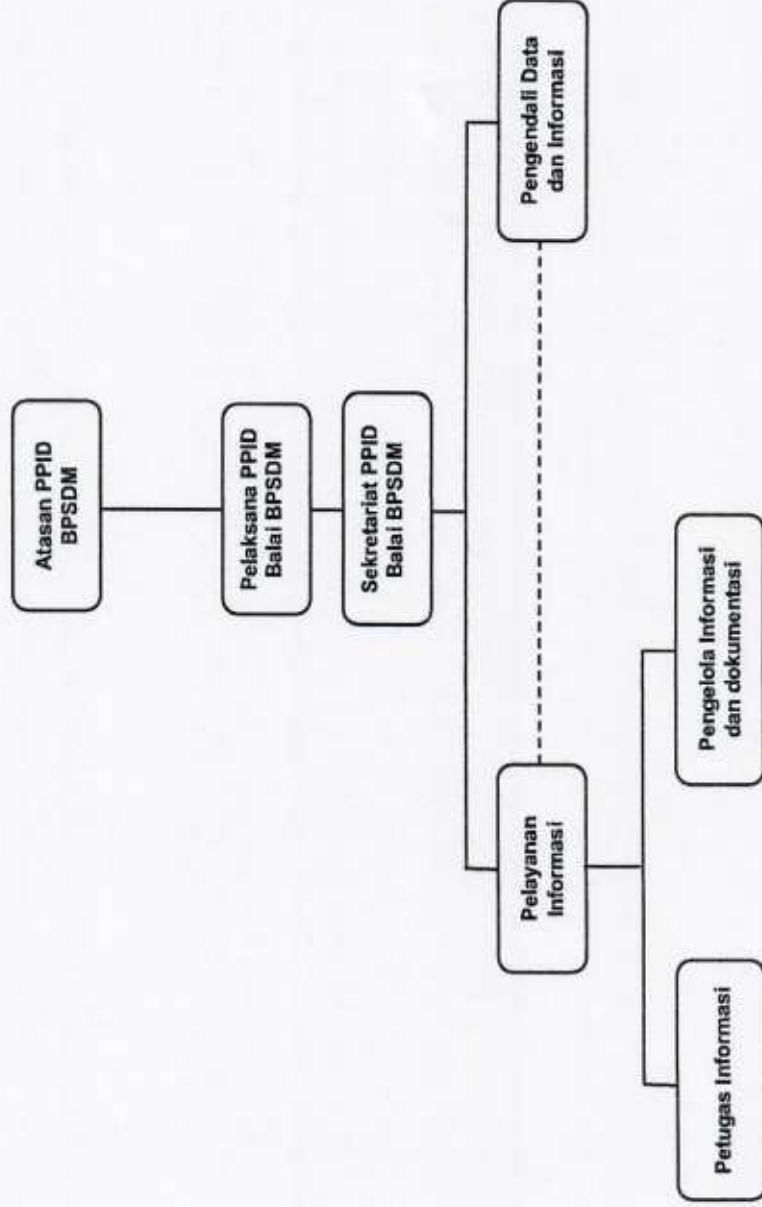 Atasan PPID
BPSDM
Pelaksana PPID
Balai BPSDM
Sekretariat PPID
Balai BPSDM
Pelayanan
Informasi
Pengendali Data
dan Informasi
Petugas Informasi
Pengelola Informasi
dan dokumentasi